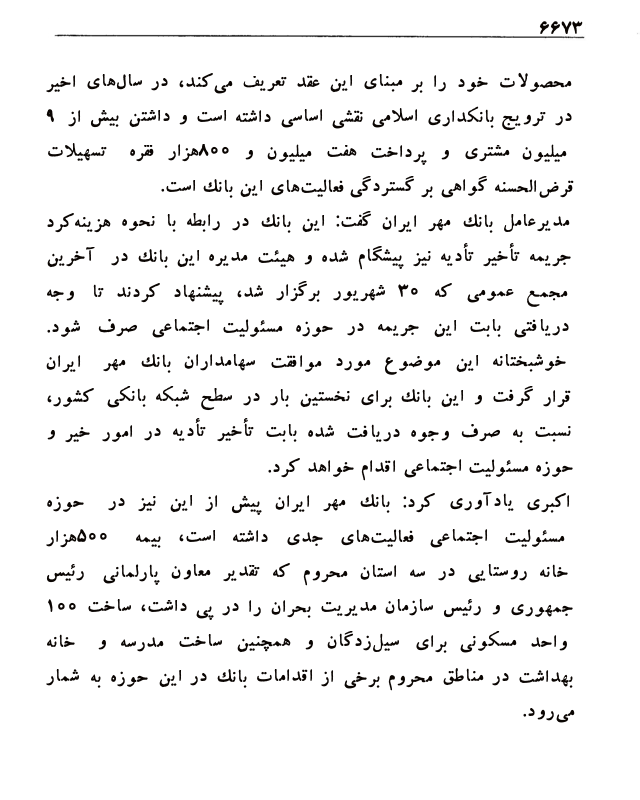 ۶۶۷۳
محصولات خود را بر مبنای این عقد تعریف می‌کند، در سال‌های اخیر
در ترویج بانکداری اسلامی نقشی اساسی داشته است و داشتن بیش از ۹
میلیون مشتری و پرداخت هفت میلیون و ۸۰۰هزار فقره تسهیلات
قرض‌الحسنه گواهی بر گستردگی فعالیت‌های این بانك است.
مدیرعامل بانك مهر ایران گفت: این بانك در رابطه با نحوه هزینه‌کرد
جریمه تأخیر تأدیه نیز پیشگام شده و هیئت مدیره این بانك در آخرین
مجمع عمومی که ۳۰ شهریور برگزار شد، پیشنهاد کردند تا وجه
دریافتی بابت این جریمه در حوزه مسئولیت اجتماعی صرف شود.
خوشبختانه این موضوع مورد موافقت سهامداران بانك مهر ایران
قرار گرفت و این بانك برای نخستین بار در سطح شبکه بانکی کشور،
نسبت به صرف وجوه دریافت شده بابت تأخیر تأدیه در امور خیر و
حوزه مسئولیت اجتماعی اقدام خواهد کرد.
اکبری یادآوری کرد: بانك مهر ایران پیش از این نیز در حوزه
مسئولیت اجتماعی فعالیت‌های جدی داشته است، بیمه ۵۰۰هزار
خانه روستایی در سه استان محروم که تقدیر معاون پارلمانی رئیس
جمهوری و رئیس سازمان مدیریت بحران را در پی داشت، ساخت ۱۰۰
واحد مسکونی برای سیل‌زدگان و همچنین ساخت مدرسه و خانه
بهداشت در مناطق محروم برخی از اقدامات بانك در این حوزه به شمار
می‌رود.